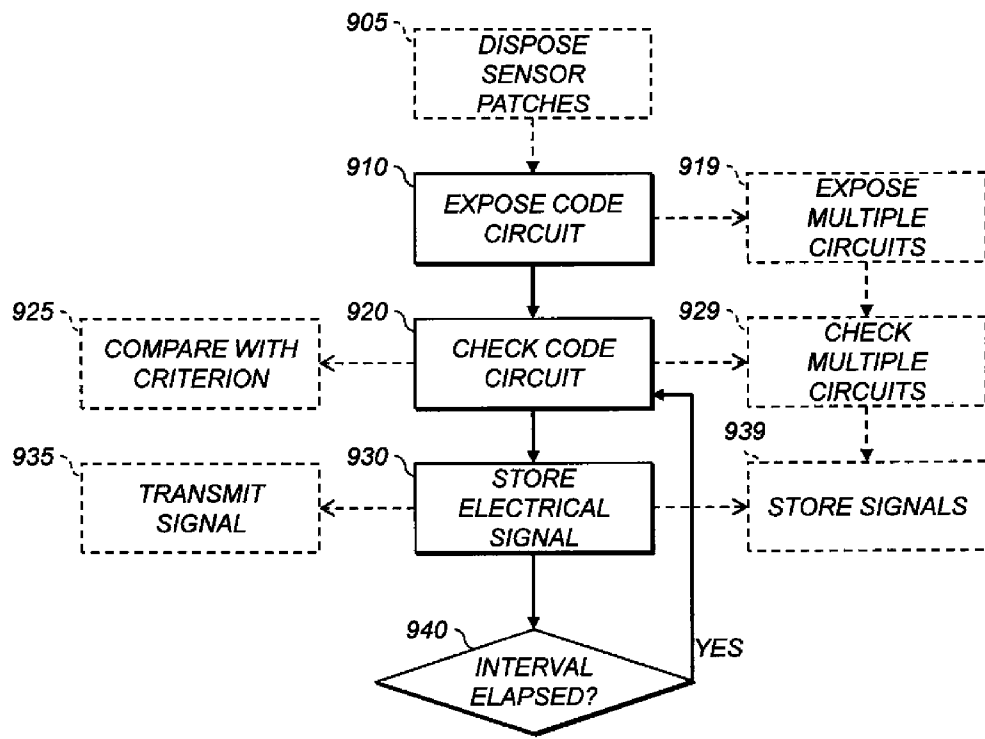 905
DISPOSE
SENSOR
PATCHES
910
EXPOSE CODE
CIRCUIT
919
EXPOSE
MULTIPLE
CIRCUITS
925
COMPARE WITH
CRITERION
920
CHECK CODE
CIRCUIT
929
CHECK
MULTIPLE
CIRCUITS
935
TRANSMIT
SIGNAL
930
STORE
ELECTRICAL
SIGNAL
939
STORE SIGNALS
940
INTERVAL
ELAPSED?
YES